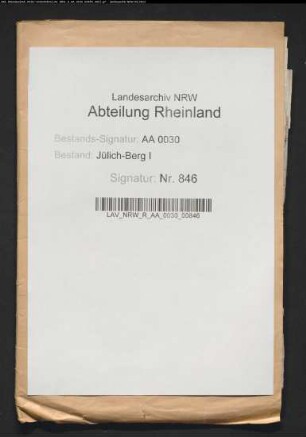 Landesarchiv NRW
Abteilung Rheinland
Bestands-Signatur: AA 0030
Bestand: Jülich-Berg I
Signatur: Nr. 846
LAV_NRW_R_AA_0030_00846